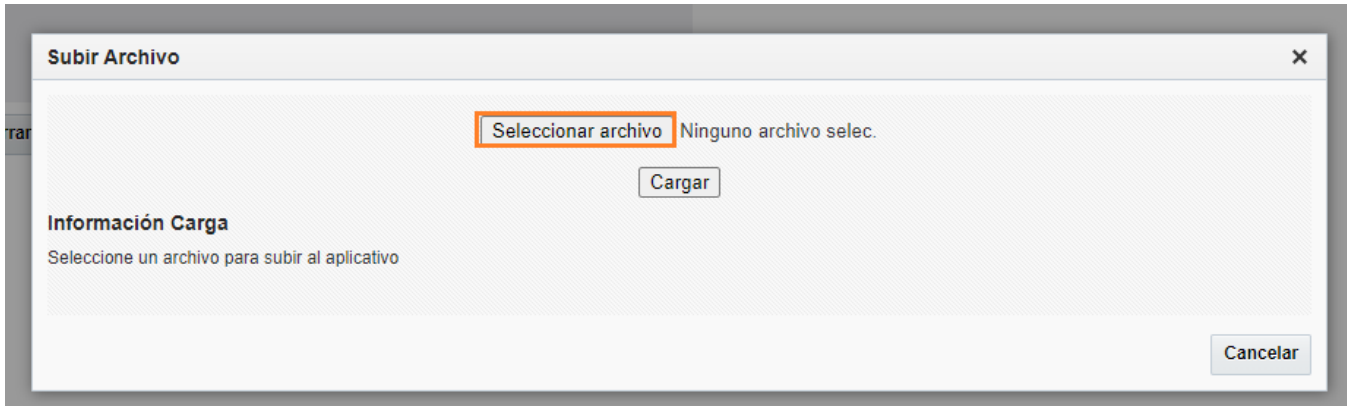 Subir Archivo
Seleccionar archivo Ninguno archivo selec.
Cargar
Información Carga
Seleccione un archivo para subir al aplicativo
Cancelar